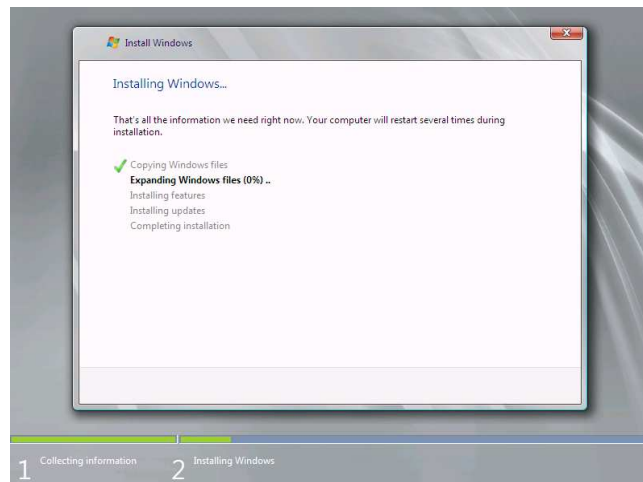 Install Windows
Installing Windows...
That's all the information we need right now. Your computer will restart several times during
installation.
Copying Windows files
Expanding Windows files (0%) ..
Installing features
Installing updates
Completing installation
1 Collecting information 2 Installing Windows